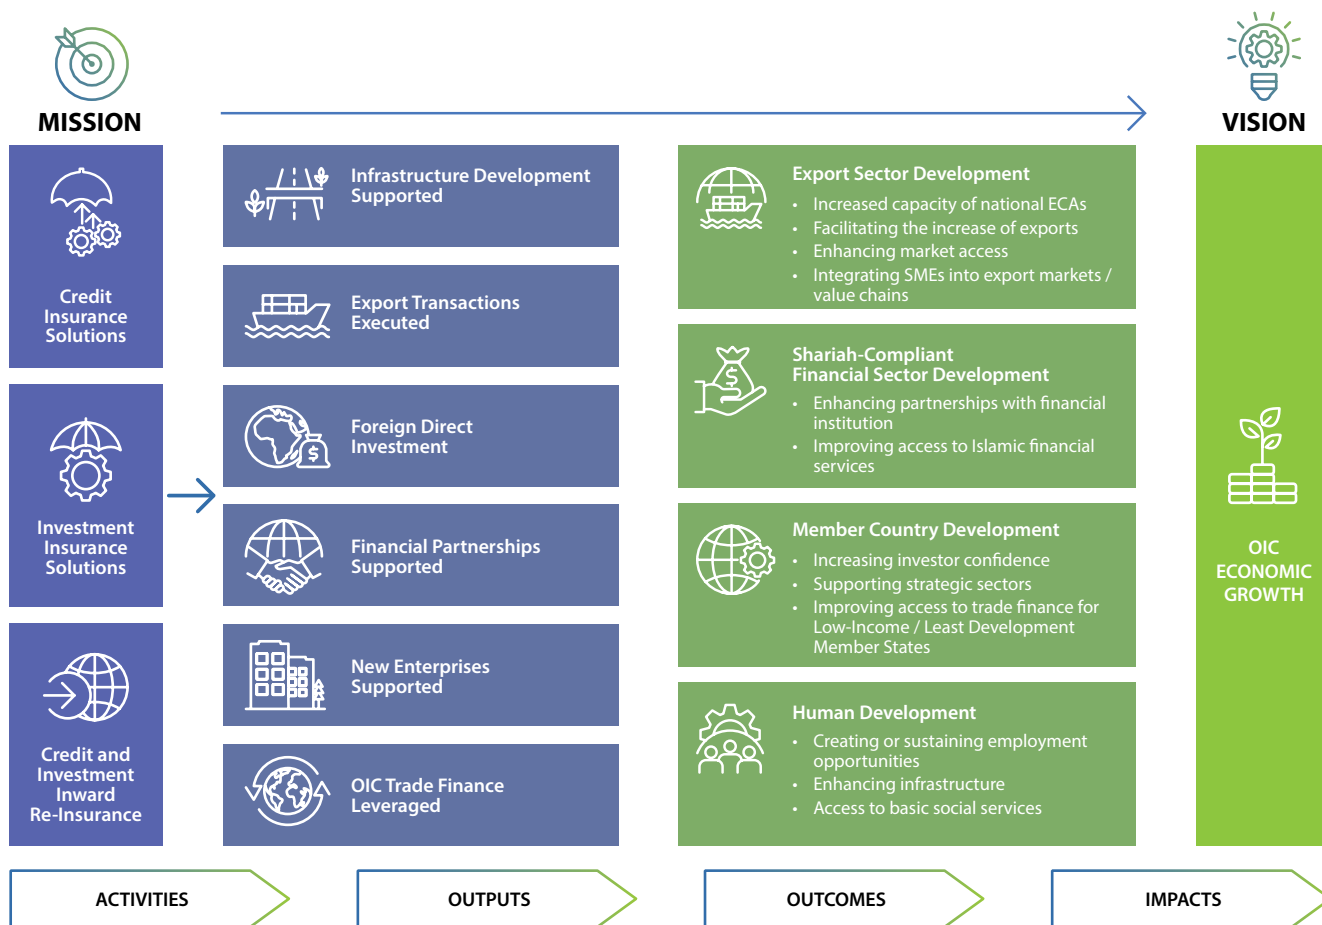 MISSION
VISION
Credit
Insurance
Solutions
Investment
Insurance
Solutions
Credit and
Investment
Inward
Re-Insurance
Infrastructure Development
Supported
Export Transactions
Executed
Foreign Direct
Investment
$
Financial Partnerships
Supported
New Enterprises
Supported
OIC Trade Finance
Leveraged
Export Sector Development
• Increased capacity of national ECAs
• Facilitating the increase of exports
• Enhancing market access
• Integrating SMEs into export markets /
value chains
$
Shariah-Compliant
Financial Sector Development
• Enhancing partnerships with financial
institution
• Improving access to Islamic financial
services
Member Country Development
• Increasing investor confidence
• Supporting strategic sectors
• Improving access to trade finance for
Low-Income / Least Development
Member States
Human Development
• Creating or sustaining employment
opportunities
• Enhancing infrastructure
• Access to basic social services
OIC
ECONOMIC
GROWTH
ACTIVITIES
OUTPUTS
OUTCOMES
IMPACTS